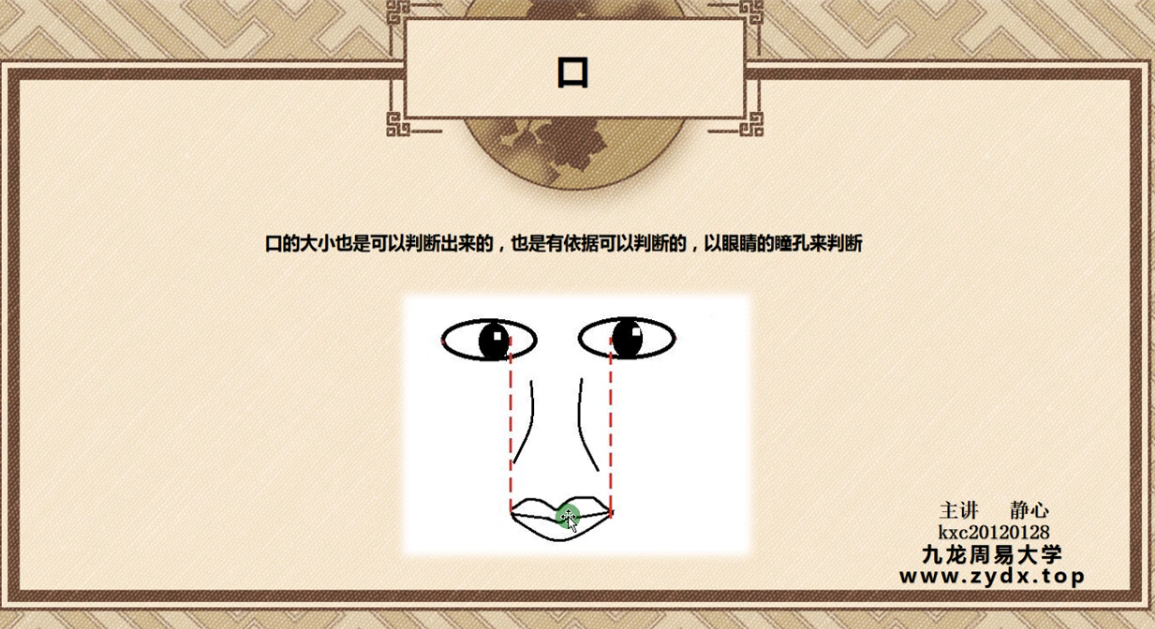 口
口的大小也是可以判断出来的，也是有依据可以判断的，以眼睛的瞳孔来判断
主讲 静心
kxc20120128
九龙周易大学
www.zydx.top